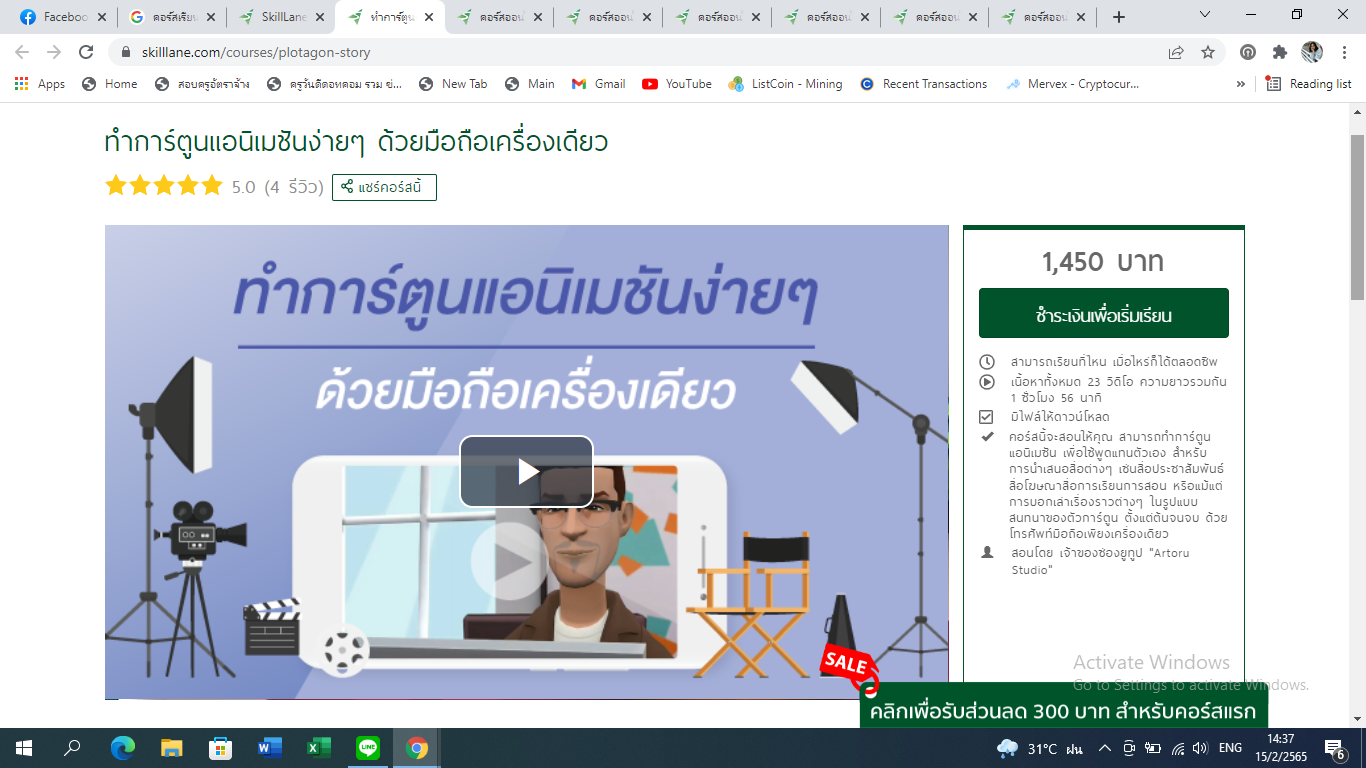 Faceboo
คอร์สเรียน
SkillLane
ทำการ์ตูน
คอร์สออน
คอร์สออน
คอร์สออน
คอร์สออน
คอร์สออน
คอร์สออน
skilllane.com/courses/plotagon-story
Apps
Home
สอบครูอัตราจ้าง
ครูวันดีดอทคอม รวม ข่...
New Tab
Main
Gmail
YouTube
ListCoin - Mining
Recent Transactions
Mervex - Cryptocur...
»
Reading list
ทำการ์ตูนแอนิเมชันง่ายๆ ด้วยมือถือเครื่องเดียว
5.0 (4 รีวิว)
แชร์คอร์สนี้
ทำการ์ตูนแอนิเมชันง่ายๆ
ด้วยมือถือเครื่องเดียว
1,450 บาท
ชำระเงินเพื่อเริ่มเรียน
สามารถเรียนที่ไหน เมื่อไหร่ก็ได้ตลอดชีพ
เนื้อหาทั้งหมด 23 วิดีโอ ความยาวรวมกัน
1 ชั่วโมง 56 นาที
มีไฟล์ให้ดาวน์โหลด
คอร์สนี้จะสอนให้คุณ สามารถทำการ์ตูน
แอนิเมชัน เพื่อใช้พูดแทนตัวเอง สำหรับ
การนำเสนอสื่อต่างๆ เช่นสื่อประชาสัมพันธ์
สื่อโฆษณาสื่อการเรียนการสอน หรือแม้แต่
การบอกเล่าเรื่องราวต่างๆ ในรูปแบบ
สนทนาของตัวการ์ตูน ตั้งแต่ต้นจนจบ ด้วย
โทรศัพท์มือถือเพียงเครื่องเดียว
สอนโดย เจ้าของช่องยูทูป "Artoru
Studio"
SALE
คลิกเพื่อรับส่วนลด 300 บาท สำหรับคอร์สแรก
Activate Windows
Go to Settings to activate Windows.
31°C ฝน
ENG
14:37
15/2/2565
6